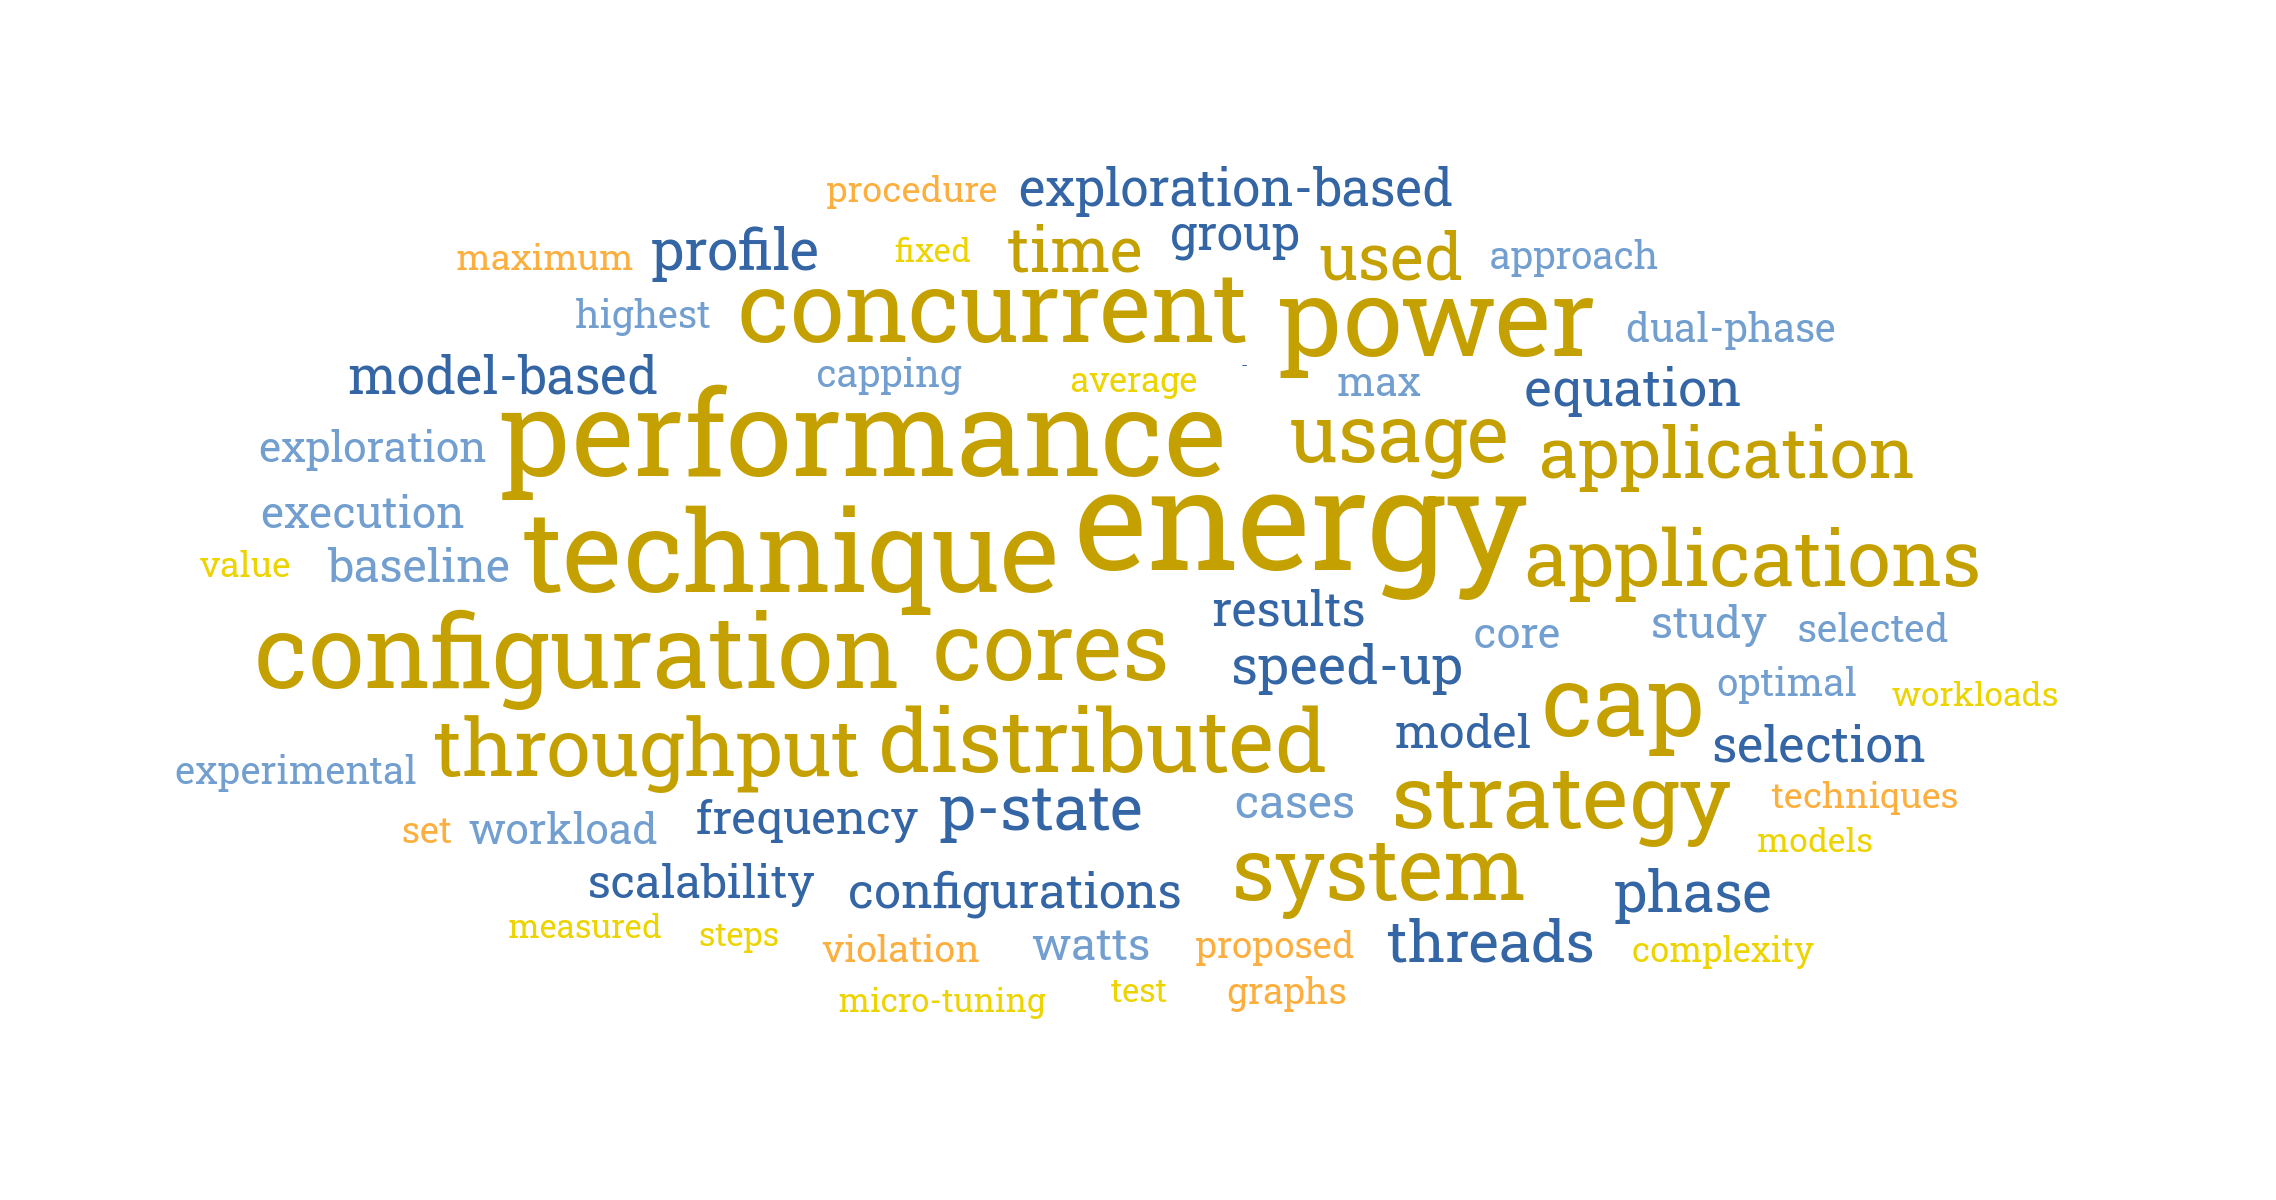 procedure exploration-based
maximum profile fixed time group used approach
highest concurrent power dual-phase
model-based capping average - max equation
exploration performance usage application
execution technique energy applications
value baseline
configuration cores results core study selected
speed-up cap optimal workloads
throughput distributed model selection
experimental strategy techniques
set workload frequency p-state cases models
scalability configurations system phase
measured steps violation watts proposed threads complexity
micro-tuning test graphs